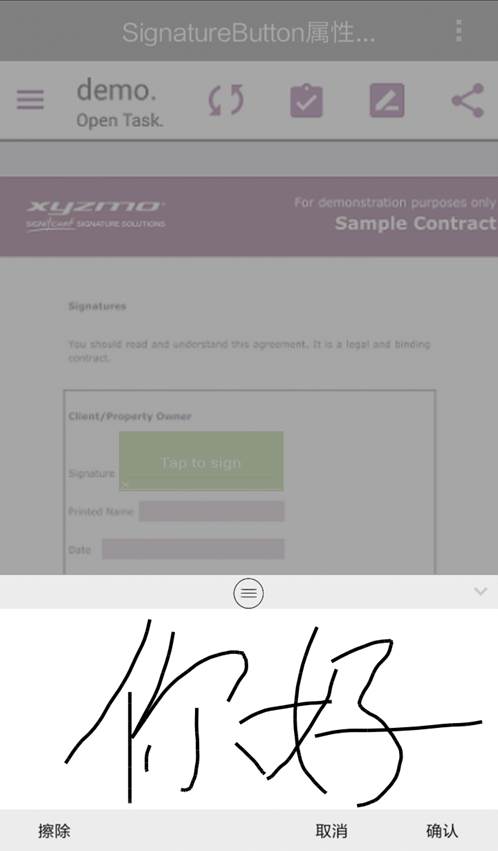 SignatureButton属性...
demo.
Open Task.
xyzmo®
SIGNificant SIGNATURE SOLUTIONS
For demonstration purposes only
Sample Contract
Signatures
You should read and understand this agreement. It is a legal and binding
contract.
Client/Property Owner
Signature
Tap to sign
Printed Name
Date
你好
擦除
取消
确认